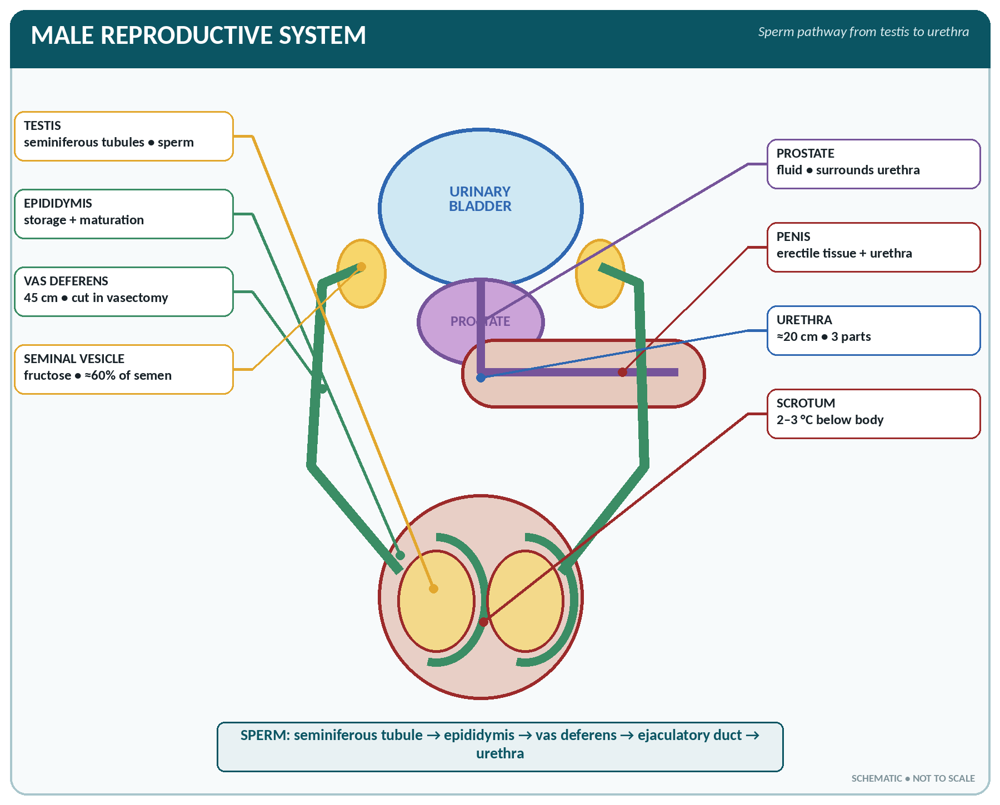 MALE REPRODUCTIVE SYSTEM
Sperm pathway from testis to urethra
TESTIS
seminiferous tubules • sperm
EPIDIDYMIS
storage + maturation
VAS DEFERENS
45 cm • cut in vasectomy
SEMINAL VESICLE
fructose • ≈60% of semen
URINARY
BLADDER
PROSTATE
PROSTATE
fluid • surrounds urethra
PENIS
erectile tissue + urethra
URETHRA
≈20 cm • 3 parts
SCROTUM
2–3 °C below body
SPERM: seminiferous tubule → epididymis → vas deferens → ejaculatory duct →
urethra
SCHEMATIC • NOT TO SCALE